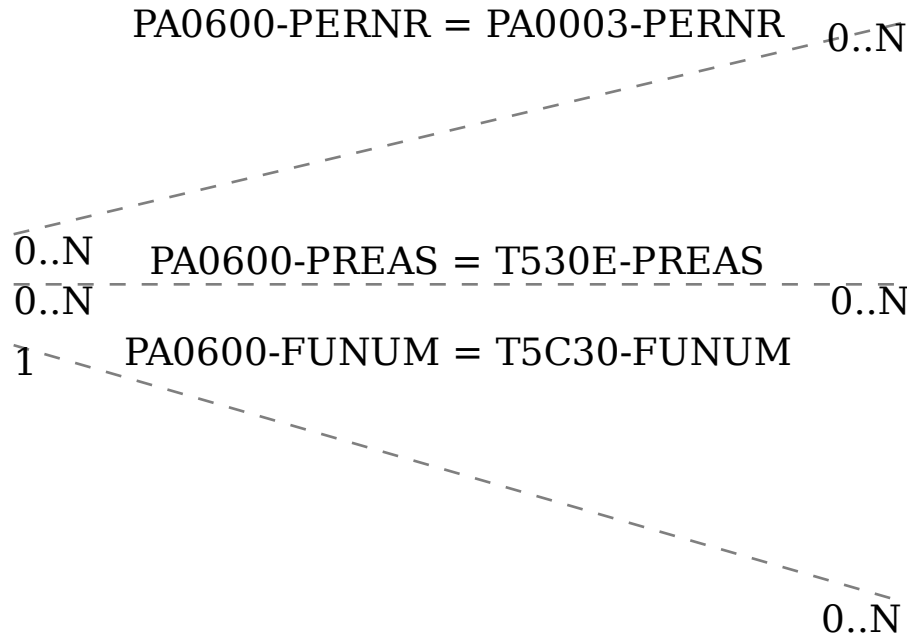 PA0600-PERNR = PA0003-PERNR
0..N
0..N
PA0600-PREAS = T530E-PREAS
0..N
0..N
PA0600-FUNUM = T5C30-FUNUM
1
0..N